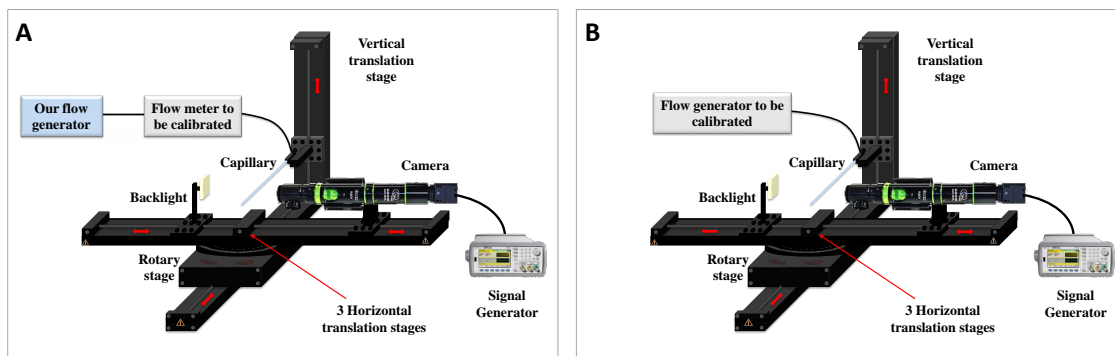 A
Vertical
translation
stage
Our flow
generator
Flow meter to
be calibrated
Capillary
Camera
Backlight
Rotary
stage
3 Horizontal
translation stages
Signal
Generator
B
Vertical
translation
stage
Flow generator to be
calibrated
Capillary
Camera
Backlight
Rotary
stage
3 Horizontal
translation stages
Signal
Generator